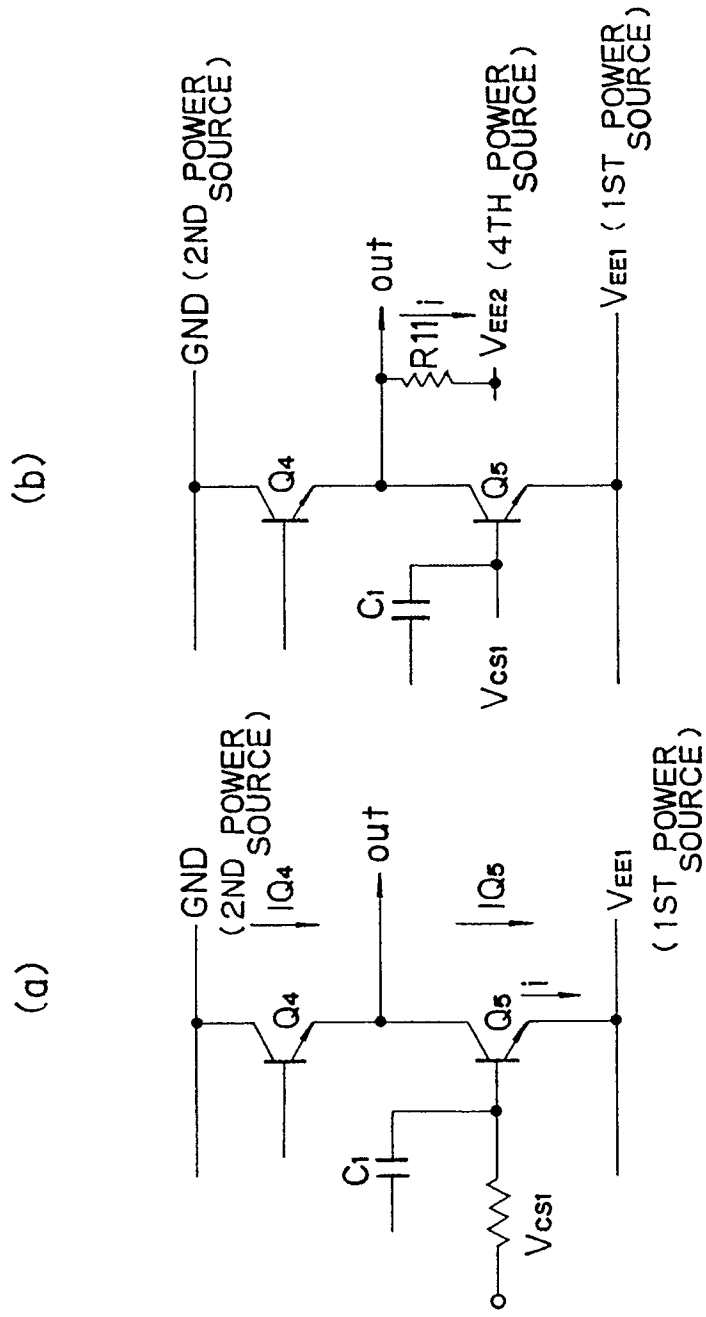 (a)
GND
(2ND POWER
SOURCE)
IQ4
Q4
out
C1
IQ5
Q5
i
VCS1
VEE1
(1ST POWER
SOURCE)
(b)
GND (2ND POWER
SOURCE)
Q4
out
C1
R11
i
Q5
VEE2 (4TH POWER
SOURCE)
VCS1
VEE1 (1ST POWER
SOURCE)